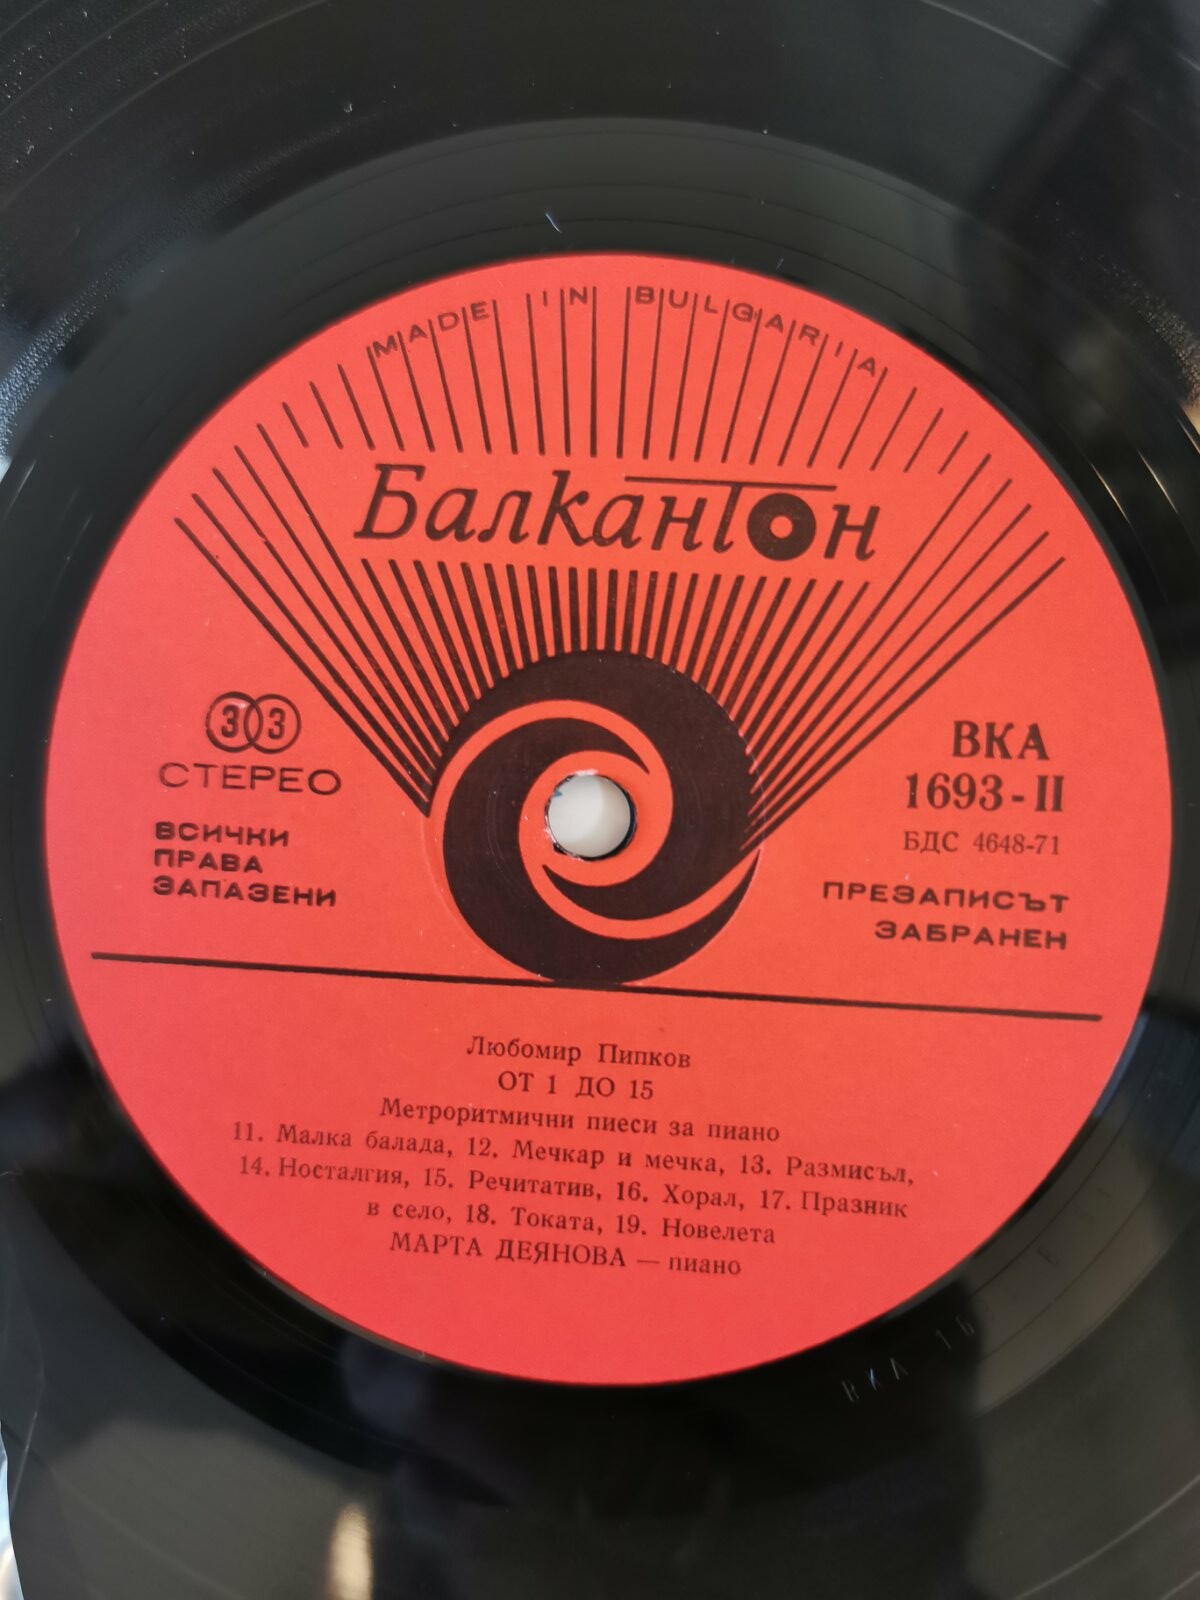 MADE IN BULGARIA
Балкантон
33
СТЕРЕО
ВСИЧКИ
ПРАВА
ЗАПАЗЕНИ
ВКА
1693-II
БДС 4648-71
ПРЕЗАПИСЪТ
ЗАБРАНЕН
Любомир Пипков
ОТ 1 ДО 15
Метроритмични пиеси за пиано
11. Малка балада, 12. Мечкар и мечка, 13. Размисъл,
14. Носталгия, 15. Речитатив, 16. Хорал, 17. Празник
в село, 18. Токата, 19. Новелета
МАРТА ДЕЯНОВА — пиано
ВКА